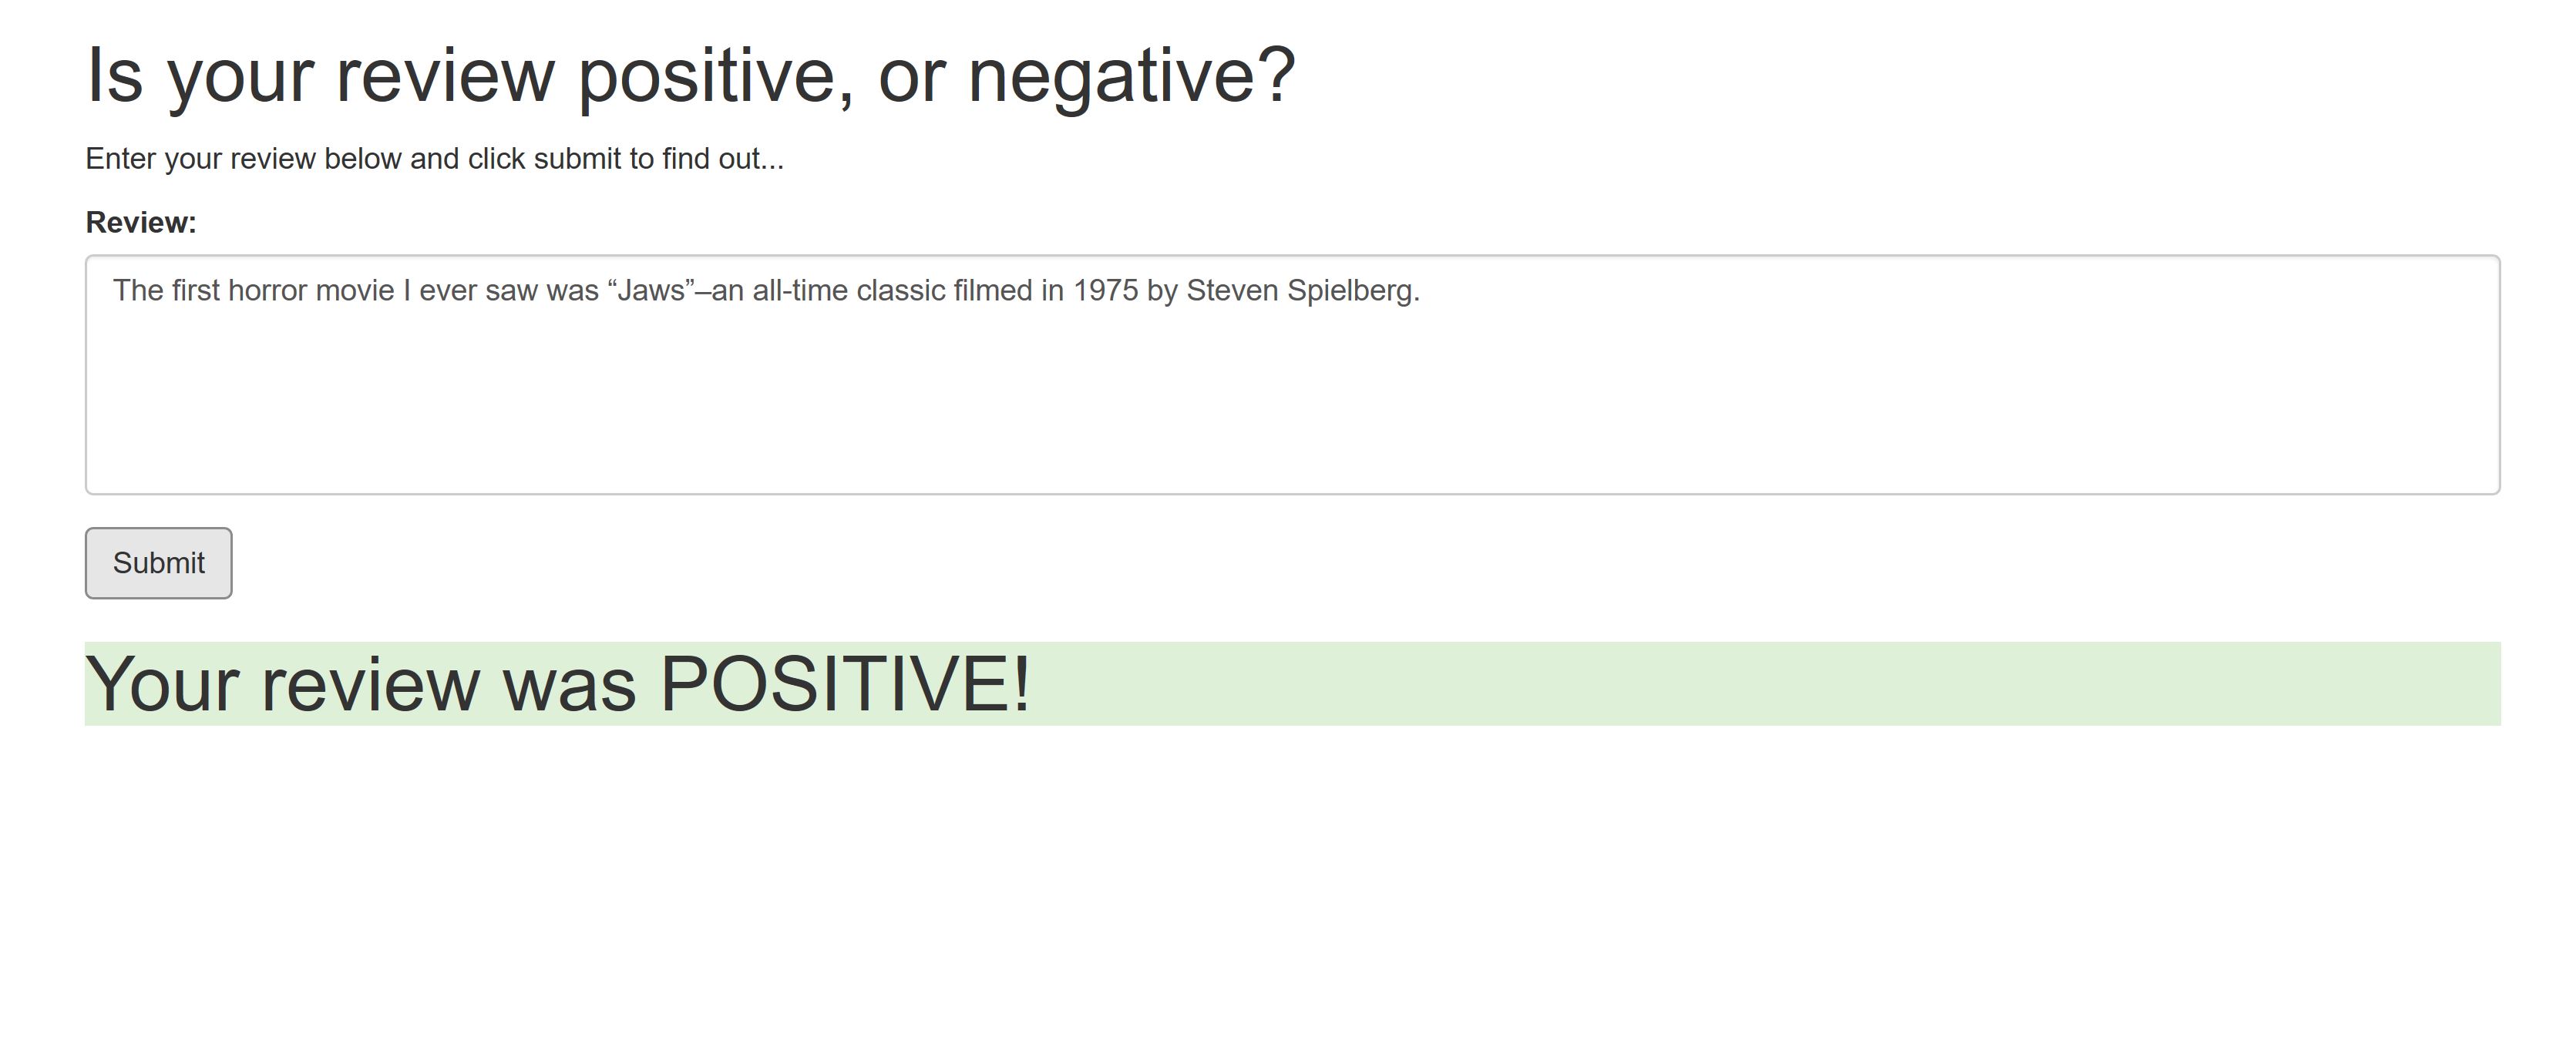 Is your review positive, or negative?
Enter your review below and click submit to find out...
Review:
The first horror movie I ever saw was “Jaws”–an all-time classic filmed in 1975 by Steven Spielberg.
Submit
Your review was POSITIVE!